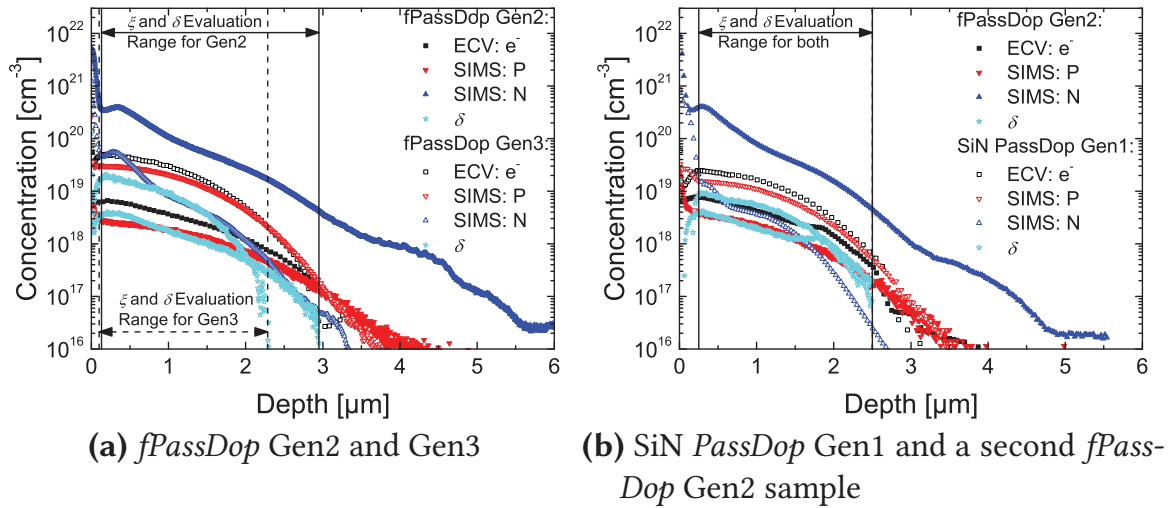 10²²
10²¹
10²⁰
10¹⁹
10¹⁸
10¹⁷
10¹⁶
Concentration [cm⁻³]
ξ and δ Evaluation
Range for Gen2
fPassDop Gen2:
ECV: e⁻
SIMS: P
SIMS: N
δ
fPassDop Gen3:
ECV: e⁻
SIMS: P
SIMS: N
δ
ξ and δ Evaluation
Range for Gen3
0 1 2 3 4 5 6
Depth [µm]
(a) fPassDop Gen2 and Gen3
10²²
10²¹
10²⁰
10¹⁹
10¹⁸
10¹⁷
10¹⁶
Concentration [cm⁻³]
ξ and δ Evaluation
Range for both
fPassDop Gen2:
ECV: e⁻
SIMS: P
SIMS: N
δ
SiN PassDop Gen1:
ECV: e⁻
SIMS: P
SIMS: N
δ
0 1 2 3 4 5 6
Depth [µm]
(b) SiN PassDop Gen1 and a second fPass-
Dop Gen2 sample